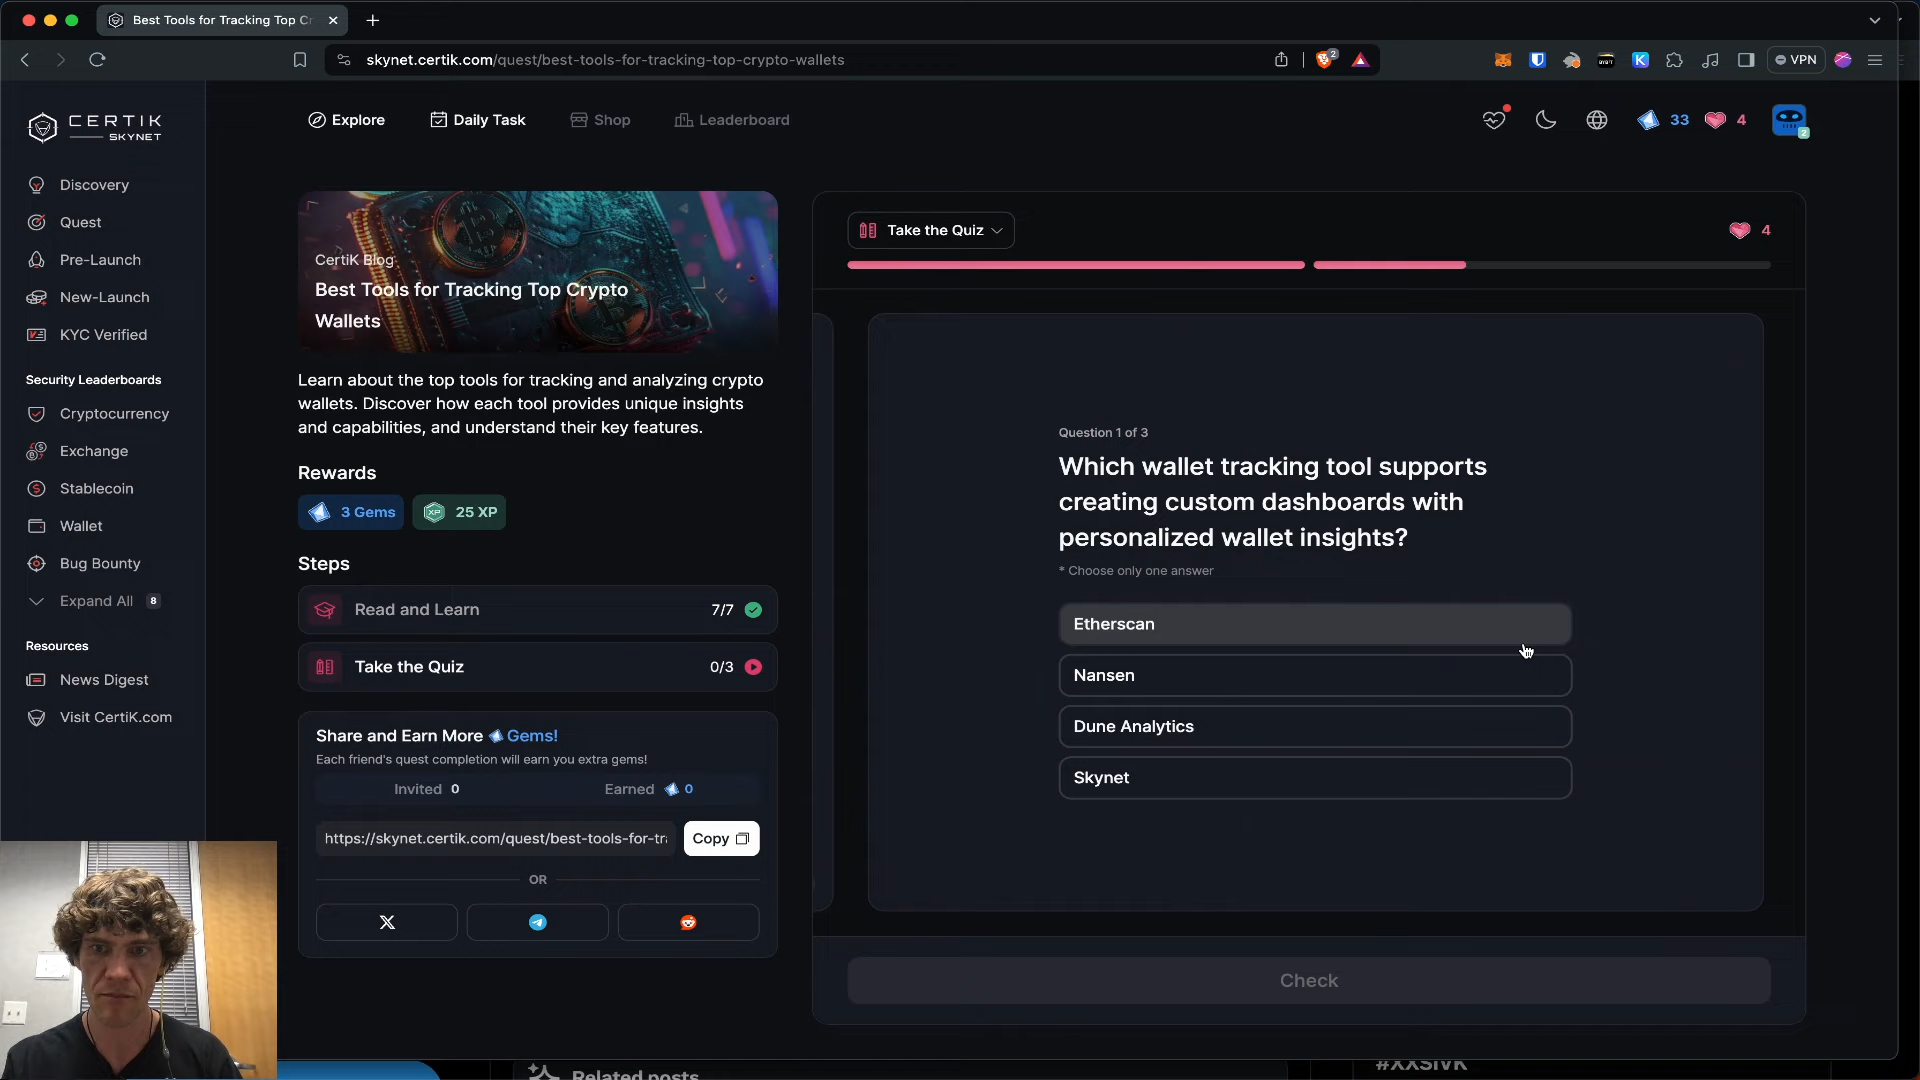 Best Tools for Tracking Top Cr
skynet.certik.com/quest/best-tools-for-tracking-top-crypto-wallets
2
VPN
CERTIK
SKYNET
Explore
Daily Task
Shop
Leaderboard
33
4
2
Discovery
Quest
Pre-Launch
New-Launch
KYC Verified
Security Leaderboards
Cryptocurrency
Exchange
Stablecoin
Wallet
Bug Bounty
Expand All 8
Resources
News Digest
Visit CertiK.com
CertiK Blog
Best Tools for Tracking Top Crypto
Wallets
Learn about the top tools for tracking and analyzing crypto
wallets. Discover how each tool provides unique insights
and capabilities, and understand their key features.
Rewards
3 Gems
XP 25 XP
Steps
Read and Learn 7/7
Take the Quiz 0/3
Share and Earn More Gems!
Each friend's quest completion will earn you extra gems!
Invited 0 Earned 0
https://skynet.certik.com/quest/best-tools-for-tra
Copy
OR
Take the Quiz
4
Question 1 of 3
Which wallet tracking tool supports
creating custom dashboards with
personalized wallet insights?
* Choose only one answer
Etherscan
Nansen
Dune Analytics
Skynet
Check
Related posts
#XXSIVK